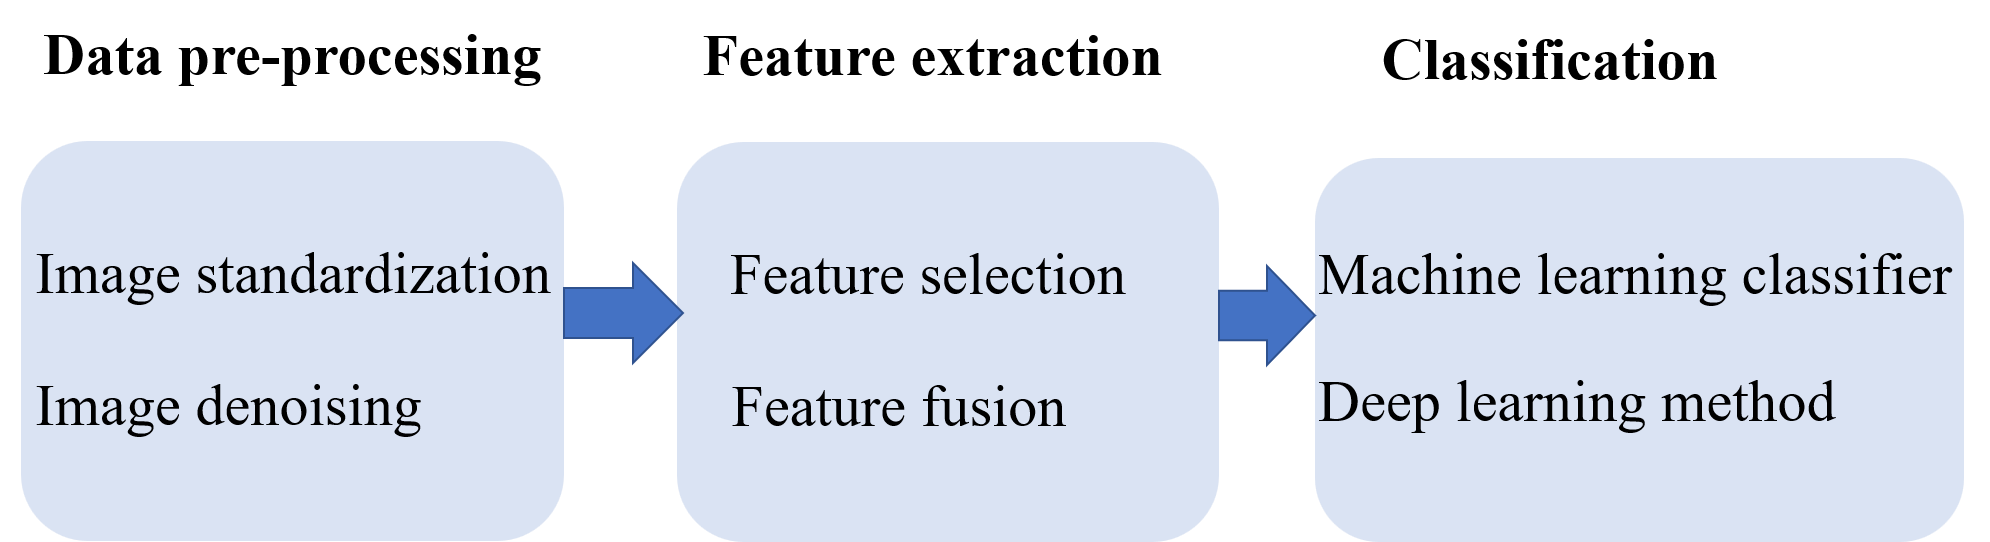 Data pre-processing
Image standardization
Image denoising
Feature extraction
Feature selection
Feature fusion
Classification
Machine learning classifier
Deep learning method